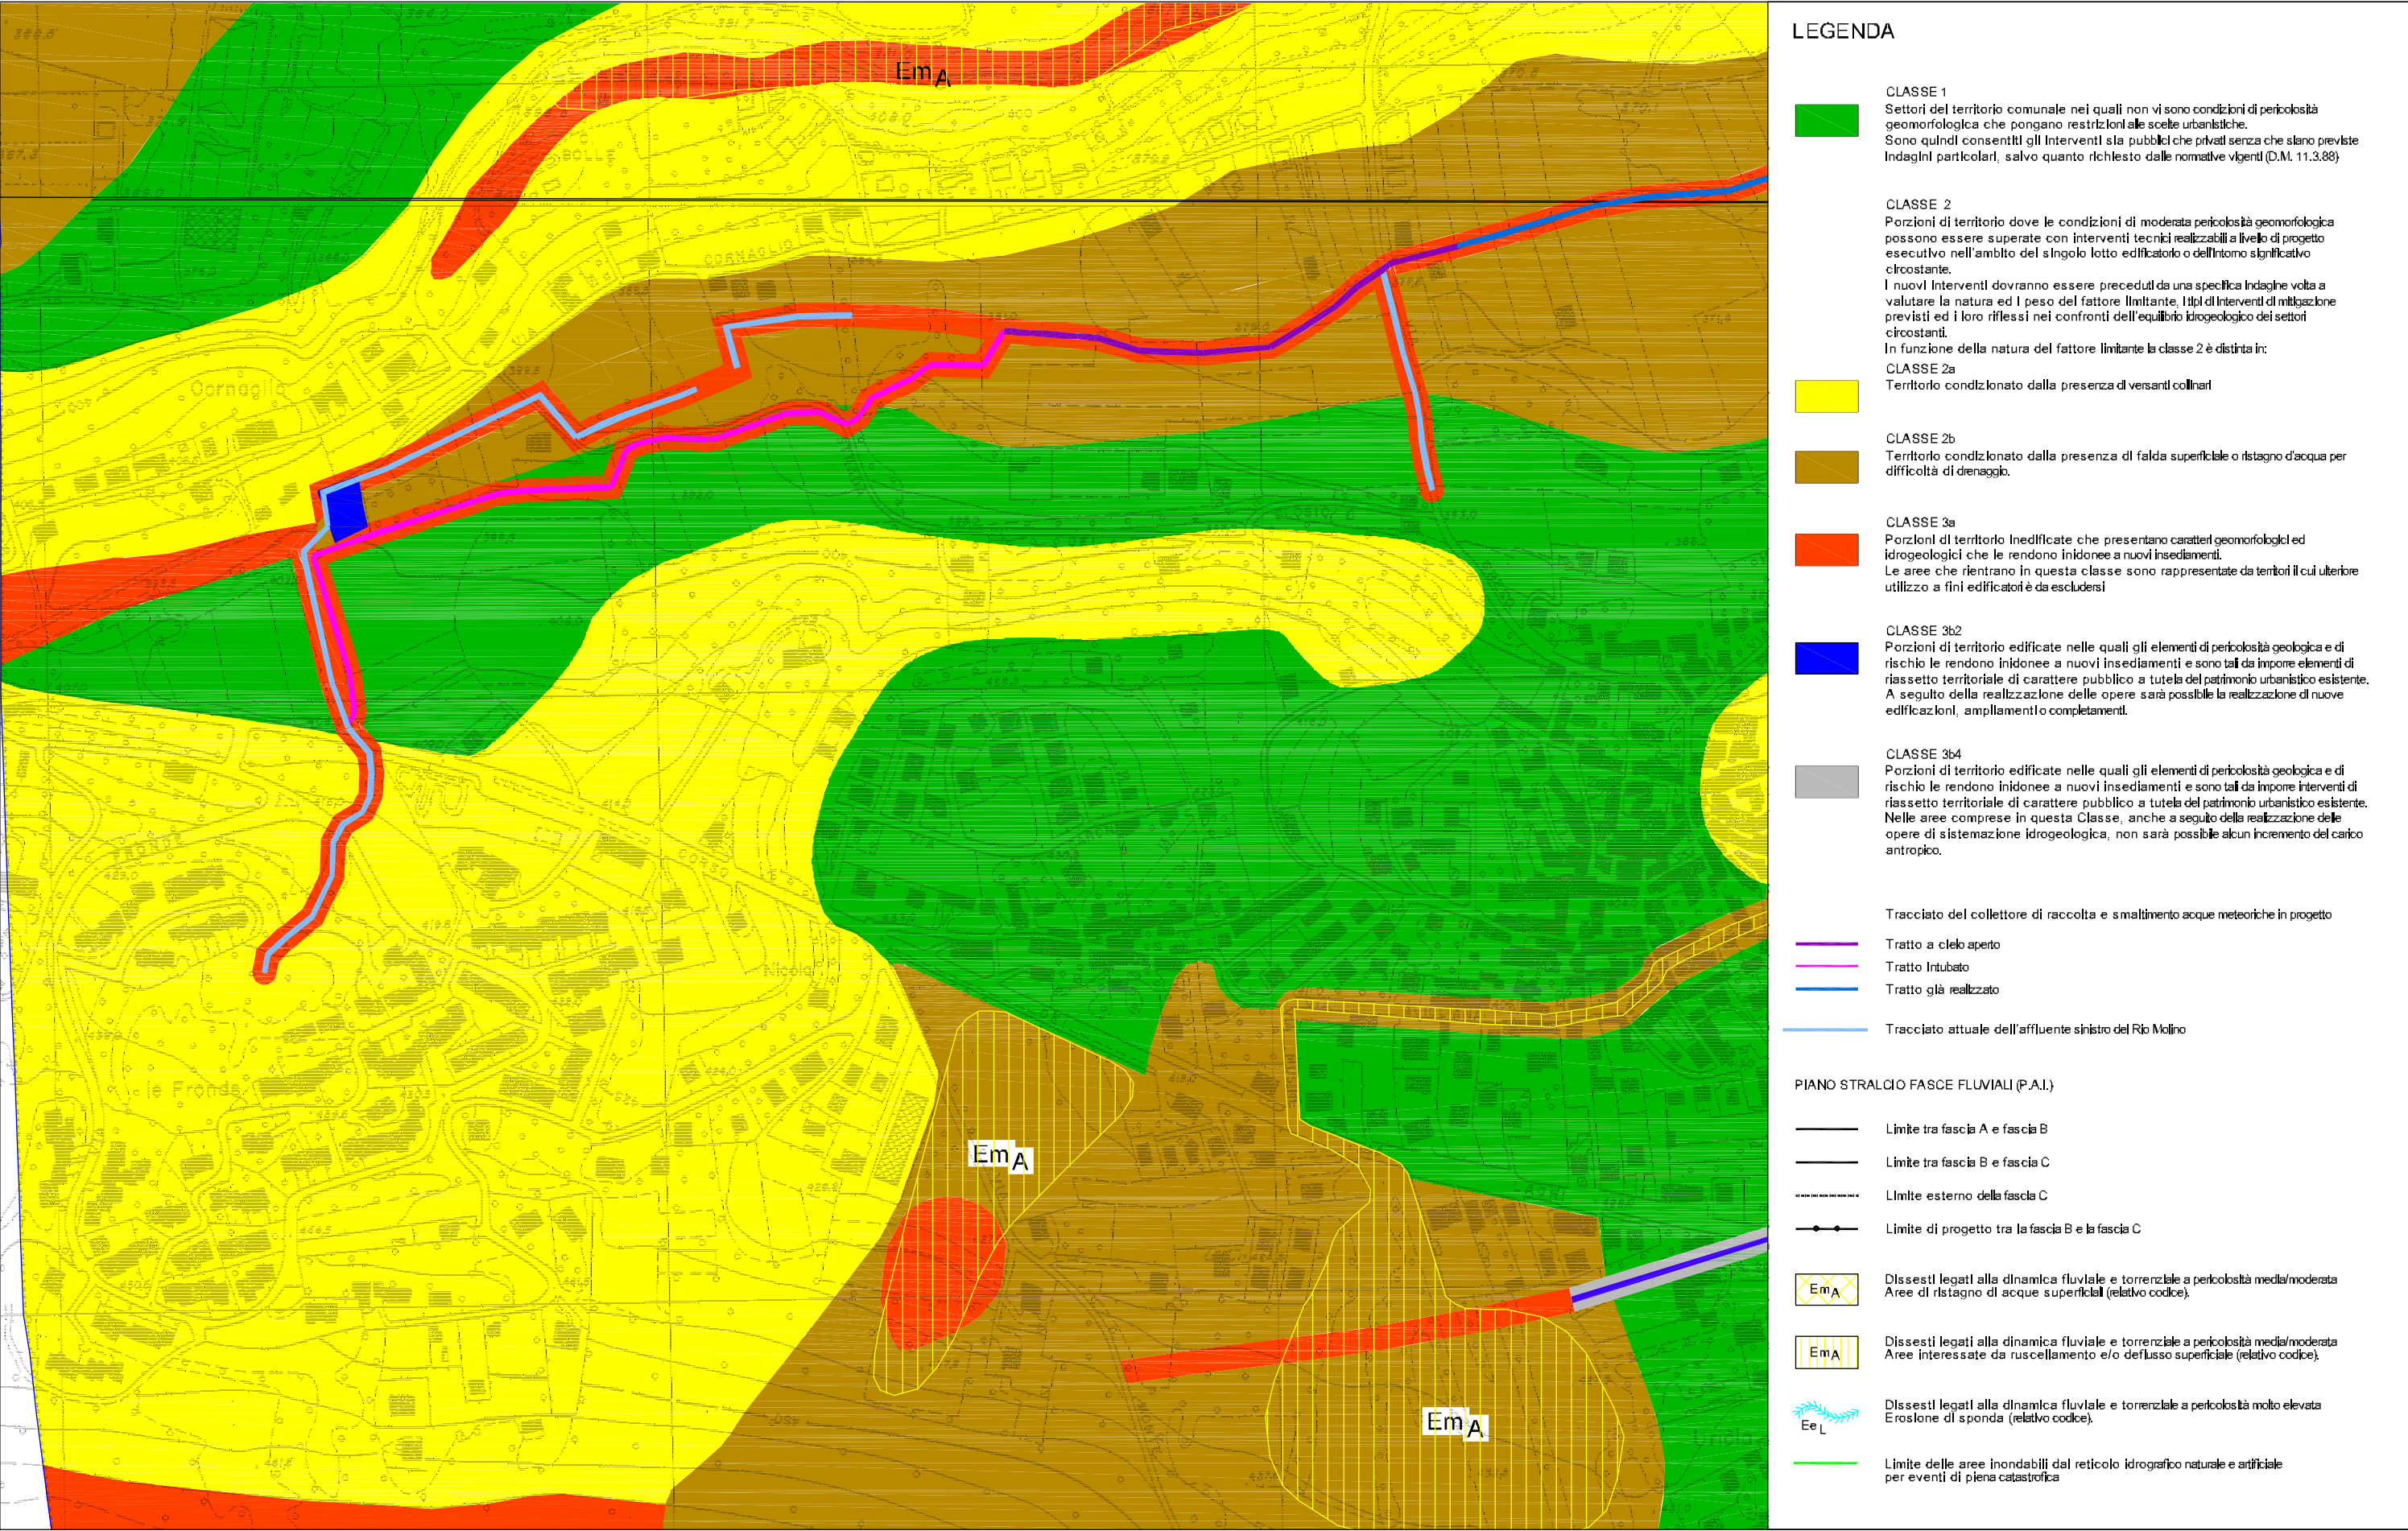 Em A
CORNAGLIO
Cornaglio
le Fronde
Em A
Em A
LEGENDA
CLASSE 1
Settori del territorio comunale nei quali non vi sono condizioni di pericolosità
geomorfologica che pongano restrizioni alle scelte urbanistiche.
Sono quindi consentiti gli interventi sia pubblici che privati senza che siano previste
indagini particolari, salvo quanto richiesto dalle normative vigenti (D.M. 11.3.88)
CLASSE 2
Porzioni di territorio dove le condizioni di moderata pericolosità geomorfologica
possono essere superate con interventi tecnici realizzabili a livello di progetto
esecutivo nell'ambito del singolo lotto edificatorio o dell'intorno significativo
circostante.
I nuovi interventi dovranno essere preceduti da una specifica indagine volta a
valutare la natura ed i peso del fattore limitante, i tipi di interventi di mitigazione
previsti ed i loro riflessi nei confronti dell'equilibrio idrogeologico dei settori
circostanti.
In funzione della natura del fattore limitante la classe 2 è distinta in:
CLASSE 2a
Territorio condizionato dalla presenza di versanti collinari
CLASSE 2b
Territorio condizionato dalla presenza di falda superficiale o ristagno d'acqua per
difficoltà di drenaggio.
CLASSE 3a
Porzioni di territorio inedificate che presentano caratteri geomorfologici ed
idrogeologici che le rendono inidonee a nuovi insediamenti.
Le aree che rientrano in questa classe sono rappresentate da territori il cui ulteriore
utilizzo a fini edificatori è da escludersi
CLASSE 3b2
Porzioni di territorio edificate nelle quali gli elementi di pericolosità geologica e di
rischio le rendono inidonee a nuovi insediamenti e sono tali da imporre elementi di
riassetto territoriale di carattere pubblico a tutela del patrimonio urbanistico esistente.
A seguito della realizzazione delle opere sarà possibile la realizzazione di nuove
edificazioni, ampliamenti o completamenti.
CLASSE 3b4
Porzioni di territorio edificate nelle quali gli elementi di pericolosità geologica e di
rischio le rendono inidonee a nuovi insediamenti e sono tali da imporre interventi di
riassetto territoriale di carattere pubblico a tutela del patrimonio urbanistico esistente.
Nelle aree comprese in questa Classe, anche a seguito della realizzazione delle
opere di sistemazione idrogeologica, non sarà possibile alcun incremento del carico
antropico.
Tracciato del collettore di raccolta e smaltimento acque meteoriche in progetto
Tratto a cielo aperto
Tratto intubato
Tratto già realizzato
Tracciato attuale dell'affluente sinistro del Rio Molino
PIANO STRALCIO FASCE FLUVIALI (P.A.I.)
Limite tra fascia A e fascia B
Limite tra fascia B e fascia C
Limite esterno della fascia C
Limite di progetto tra la fascia B e la fascia C
Em A
Dissesti legati alla dinamica fluviale e torrenziale a pericolosità media/moderata
Aree di ristagno di acque superficiali (relativo codice).
Em A
Dissesti legati alla dinamica fluviale e torrenziale a pericolosità media/moderata
Aree interessate da ruscellamento e/o deflusso superficiale (relativo codice).
Ee L
Dissesti legati alla dinamica fluviale e torrenziale a pericolosità molto elevata
Erosione di sponda (relativo codice).
Limite delle aree inondabili dal reticolo idrografico naturale e artificiale
per eventi di piena catastrofica